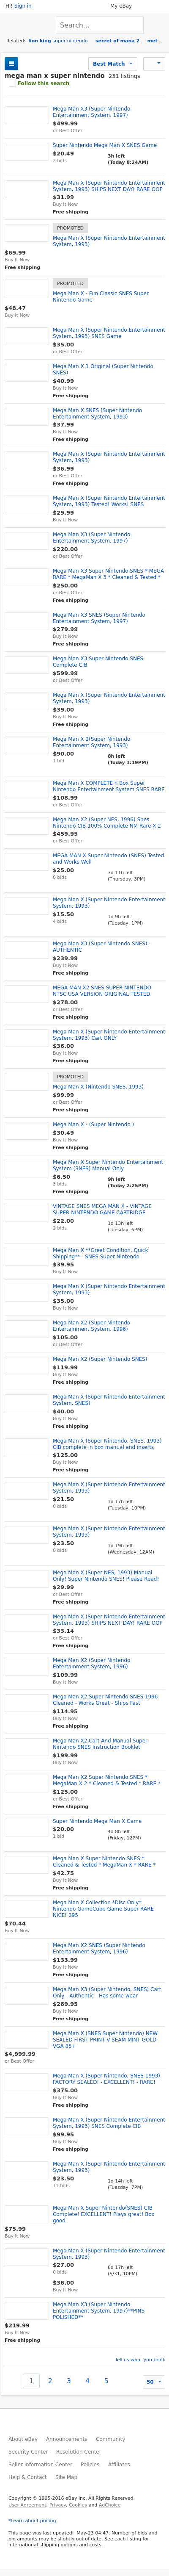 Hi! Sign in
My eBay
Search...
Related: lion king super nintendo
secret of mana 2
met...
Best Match
mega man x super nintendo 231 listings
Follow this search
Mega Man X3 (Super Nintendo
Entertainment System, 1997)
$499.99
or Best Offer
Super Nintendo Mega Man X SNES Game
$20.49
2 bids
3h left
(Today 8:24AM)
Mega Man X (Super Nintendo Entertainment
System, 1993) SHIPS NEXT DAY! RARE OOP
$31.99
Buy It Now
Free shipping
PROMOTED
Mega Man X (Super Nintendo Entertainment
System, 1993)
$69.99
Buy It Now
Free shipping
PROMOTED
Mega Man X - Fun Classic SNES Super
Nintendo Game
$48.47
Buy It Now
Mega Man X (Super Nintendo Entertainment
System, 1993) SNES Game
$35.00
or Best Offer
Mega Man X 1 Original (Super Nintendo
SNES)
$40.99
Buy It Now
Free shipping
Mega Man X SNES (Super Nintendo
Entertainment System, 1993)
$37.99
Buy It Now
Free shipping
Mega Man X (Super Nintendo Entertainment
System, 1993)
$36.99
or Best Offer
Free shipping
Mega Man X (Super Nintendo Entertainment
System, 1993) Tested! Works! SNES
$29.99
Buy It Now
Mega Man X3 (Super Nintendo
Entertainment System, 1997)
$220.00
or Best Offer
Mega Man X3 Super Nintendo SNES * MEGA
RARE * MegaMan X 3 * Cleaned & Tested *
$250.00
or Best Offer
Free shipping
Mega Man X3 SNES (Super Nintendo
Entertainment System, 1997)
$279.99
Buy It Now
Free shipping
Mega Man X3 Super Nintendo SNES
Complete CIB
$599.99
or Best Offer
Mega Man X (Super Nintendo Entertainment
System, 1993)
$39.00
Buy It Now
Free shipping
Mega Man X 2(Super Nintendo
Entertainment System, 1993)
$90.00
1 bid
8h left
(Today 1:19PM)
Mega Man X COMPLETE n Box Super
Nintendo Entertainment System SNES RARE
$108.99
or Best Offer
Mega Man X2 (Super NES, 1996) Snes
Nintendo CIB 100% Complete NM Rare X 2
$459.95
or Best Offer
MEGA MAN X Super Nintendo (SNES) Tested
and Works Well
$25.00
0 bids
3d 11h left
(Thursday, 3PM)
Mega Man X (Super Nintendo Entertainment
System, 1993)
$15.50
4 bids
1d 9h left
(Tuesday, 1PM)
Mega Man X3 (Super Nintendo SNES) -
AUTHENTIC
$239.99
Buy It Now
Free shipping
MEGA MAN X2 SNES SUPER NINTENDO
NTSC USA VERSION ORIGINAL TESTED
$278.00
or Best Offer
Free shipping
Mega Man X (Super Nintendo Entertainment
System, 1993) Cart ONLY
$36.00
Buy It Now
Free shipping
PROMOTED
Mega Man X (Nintendo SNES, 1993)
$99.99
or Best Offer
Free shipping
Mega Man X - (Super Nintendo )
$30.49
Buy It Now
Free shipping
Mega Man X Super Nintendo Entertainment
System (SNES) Manual Only
$6.50
3 bids
Free shipping
9h left
(Today 2:25PM)
VINTAGE SNES MEGA MAN X - VINTAGE
SUPER NINTENDO GAME CARTRIDGE
$22.00
2 bids
1d 13h left
(Tuesday, 6PM)
Mega Man X **Great Condition, Quick
Shipping** - SNES Super Nintendo
$39.95
Buy It Now
Mega Man X (Super Nintendo Entertainment
System, 1993)
$35.00
Buy It Now
Mega Man X2 (Super Nintendo
Entertainment System, 1996)
$105.00
or Best Offer
Mega Man X2 (Super Nintendo SNES)
$119.99
Buy It Now
Free shipping
Mega Man X (Super Nintendo Entertainment
System, SNES)
$40.00
Buy It Now
Free shipping
Mega Man X (Super Nintendo, SNES, 1993)
CIB complete in box manual and inserts
$125.00
Buy It Now
Free shipping
Mega Man X (Super Nintendo Entertainment
System, 1993)
$21.50
6 bids
1d 17h left
(Tuesday, 10PM)
Mega Man X (Super Nintendo Entertainment
System, 1993)
$23.50
8 bids
1d 19h left
(Wednesday, 12AM)
Mega Man X (Super NES, 1993) Manual
Only! Super Nintendo SNES! Please Read!
$29.99
or Best Offer
Free shipping
Mega Man X (Super Nintendo Entertainment
System, 1993) SHIPS NEXT DAY! RARE OOP
$33.14
or Best Offer
Free shipping
Mega Man X2 (Super Nintendo
Entertainment System, 1996)
$109.99
Buy It Now
Mega Man X2 Super Nintendo SNES 1996
Cleaned - Works Great - Ships Fast
$114.95
Buy It Now
Free shipping
Mega Man X2 Cart And Manual Super
Nintendo SNES Instruction Booklet
$199.99
Buy It Now
Mega Man X2 Super Nintendo SNES *
MegaMan X 2 * Cleaned & Tested * RARE *
$125.00
or Best Offer
Free shipping
Super Nintendo Mega Man X Game
$20.00
1 bid
4d 8h left
(Friday, 12PM)
Mega Man X Super Nintendo SNES *
Cleaned & Tested * MegaMan X * RARE *
$42.75
Buy It Now
Free shipping
Mega Man X Collection *Disc Only*
Nintendo GameCube Game Super RARE
NICE! 295
$70.44
Buy It Now
Mega Man X2 SNES (Super Nintendo
Entertainment System, 1996)
$133.99
Buy It Now
Free shipping
Mega Man X3 (Super Nintendo, SNES) Cart
Only - Authentic - Has some wear
$289.95
Buy It Now
Free shipping
Mega Man X (SNES Super Nintendo) NEW
SEALED FIRST PRINT V-SEAM MINT GOLD
VGA 85+
$4,999.99
or Best Offer
Mega Man X (Super Nintendo, SNES 1993)
FACTORY SEALED! - EXCELLENT! - RARE!
$375.00
Buy It Now
Free shipping
Mega Man X (Super Nintendo Entertainment
System, 1993) SNES Complete CIB
$99.95
Buy It Now
Free shipping
Mega Man X (Super Nintendo Entertainment
System, 1993)
$23.50
11 bids
1d 14h left
(Tuesday, 7PM)
Mega Man X Super Nintendo(SNES) CIB
Complete! EXCELLENT! Plays great! Box
good
$75.99
Buy It Now
Mega Man X (Super Nintendo Entertainment
System, 1993)
$27.00
0 bids
8d 17h left
(5/31, 10PM)
$36.00
Buy It Now
Mega Man X3 (Super Nintendo
Entertainment System, 1997)**PINS
POLISHED**
$219.99
Buy It Now
Free shipping
Tell us what you think
1 2 3 4 5
50
About eBay Announcements Community
Security Center Resolution Center
Seller Information Center Policies Affiliates
Help & Contact Site Map
Copyright © 1995-2016 eBay Inc. All Rights Reserved.
User Agreement, Privacy, Cookies and AdChoice
*Learn about pricing
This page was last updated: May-23 04:47. Number of bids and
bid amounts may be slightly out of date. See each listing for
international shipping options and costs.